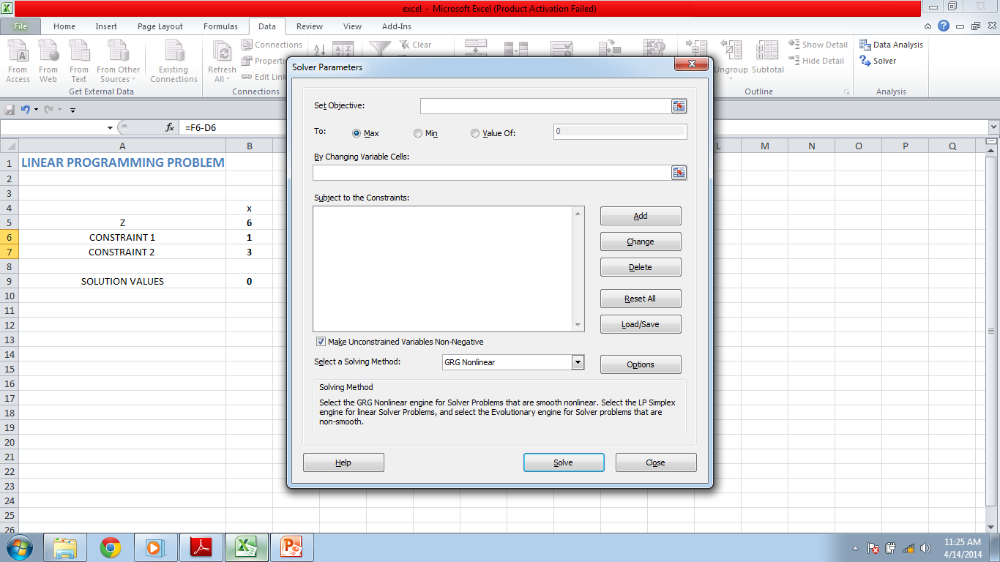 excel - Microsoft Excel (Product Activation Failed)
File Home Insert Page Layout Formulas Data Review View Add-Ins
From Access
From Web
From Text
From Other Sources
Existing Connections
Get External Data
Refresh All
Connections
Properti
Edit Link
Connections
Clear
Ungroup
Subtotal
Show Detail
Hide Detail
Outline
Data Analysis
Solver
Analysis
fx =F6-D6
A B L M N O P Q
1 LINEAR PROGRAMMING PROBLEM
2
3
4 x
5 Z 6
6 CONSTRAINT 1 1
7 CONSTRAINT 2 3
8
9 SOLUTION VALUES 0
10
11
12
13
14
15
16
17
18
19
20
21
22
23
24
25
26
Solver Parameters
Set Objective:
To: Max Min Value Of: 0
By Changing Variable Cells:
Subject to the Constraints:
Add
Change
Delete
Reset All
Load/Save
Make Unconstrained Variables Non-Negative
Select a Solving Method: GRG Nonlinear
Options
Solving Method
Select the GRG Nonlinear engine for Solver Problems that are smooth nonlinear. Select the LP Simplex
engine for linear Solver Problems, and select the Evolutionary engine for Solver problems that are
non-smooth.
Help Solve Close
11:25 AM
4/14/2014